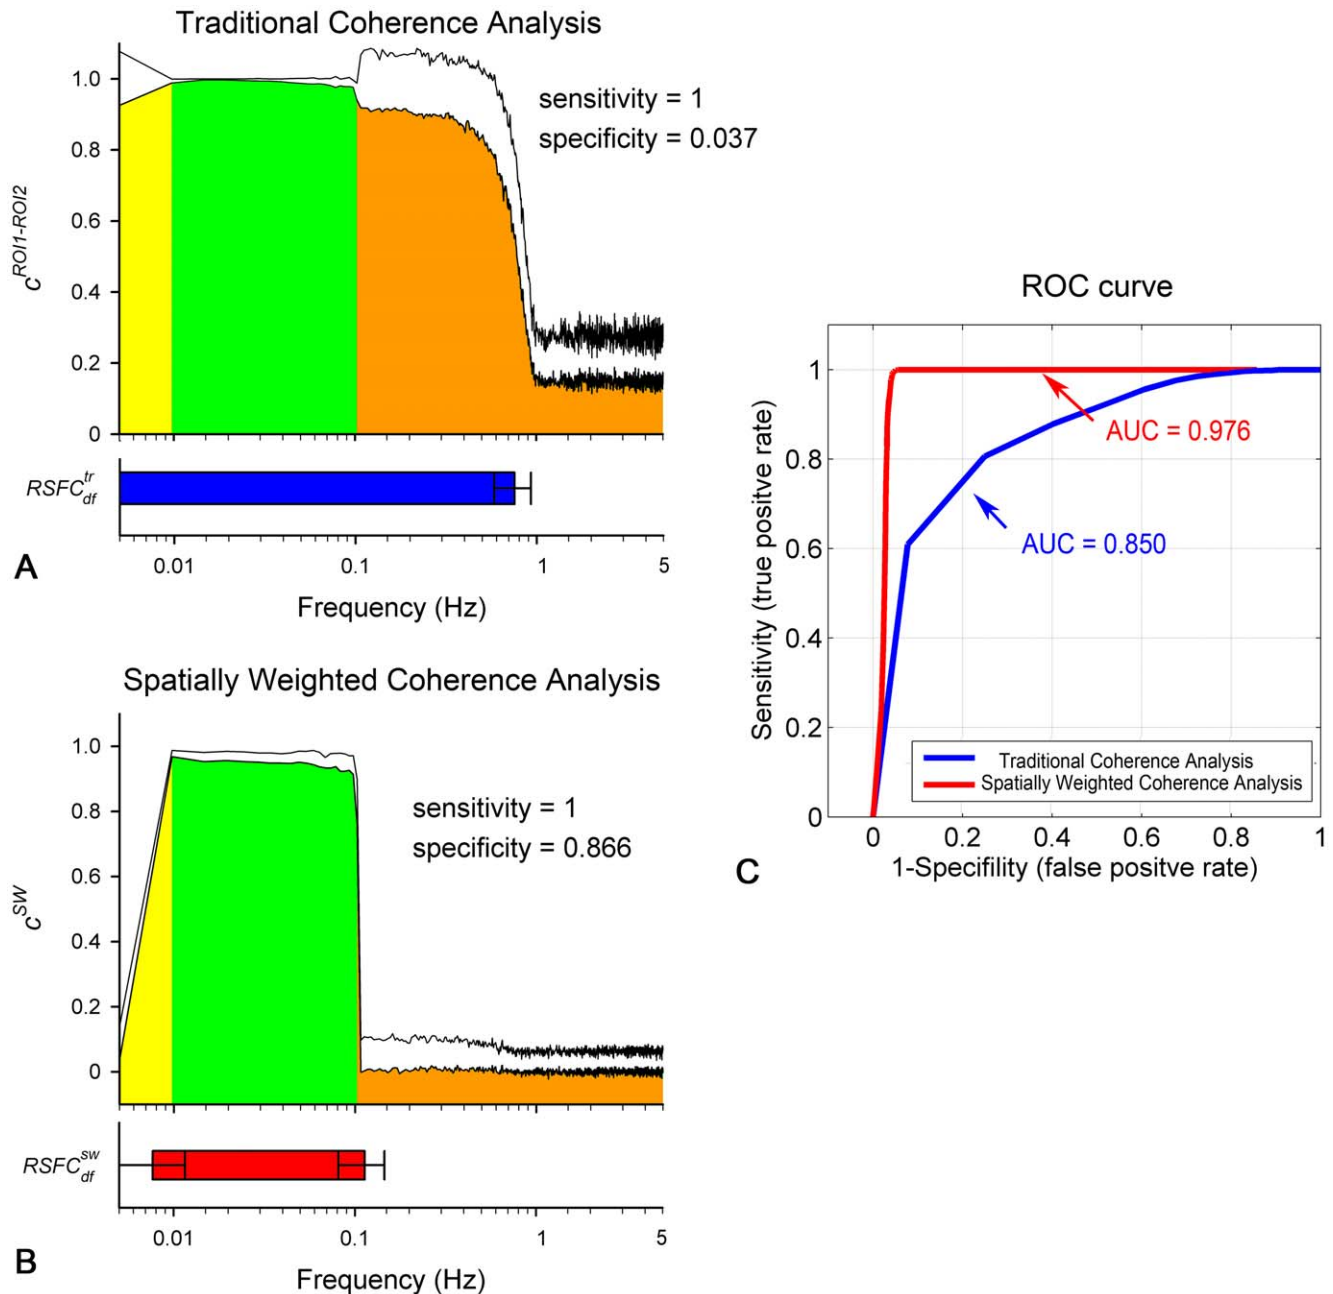 A
Traditional Coherence Analysis
1.0
0.8
0.6
0.4
0.2
0
c^ROI1-ROI2
sensitivity = 1
specificity = 0.037
RSFC_df^tr
0.01
0.1
1
5
Frequency (Hz)
Spatially Weighted Coherence Analysis
1.0
0.8
0.6
0.4
0.2
0
c^SW
sensitivity = 1
specificity = 0.866
RSFC_df^sw
0.01
0.1
1
5
Frequency (Hz)
B
ROC curve
1
0.8
0.6
0.4
0.2
0
Sensitivity (true positive rate)
AUC = 0.976
AUC = 0.850
Traditional Coherence Analysis
Spatially Weighted Coherence Analysis
0
0.2
0.4
0.6
0.8
1
1-Specifility (false positve rate)
C
A